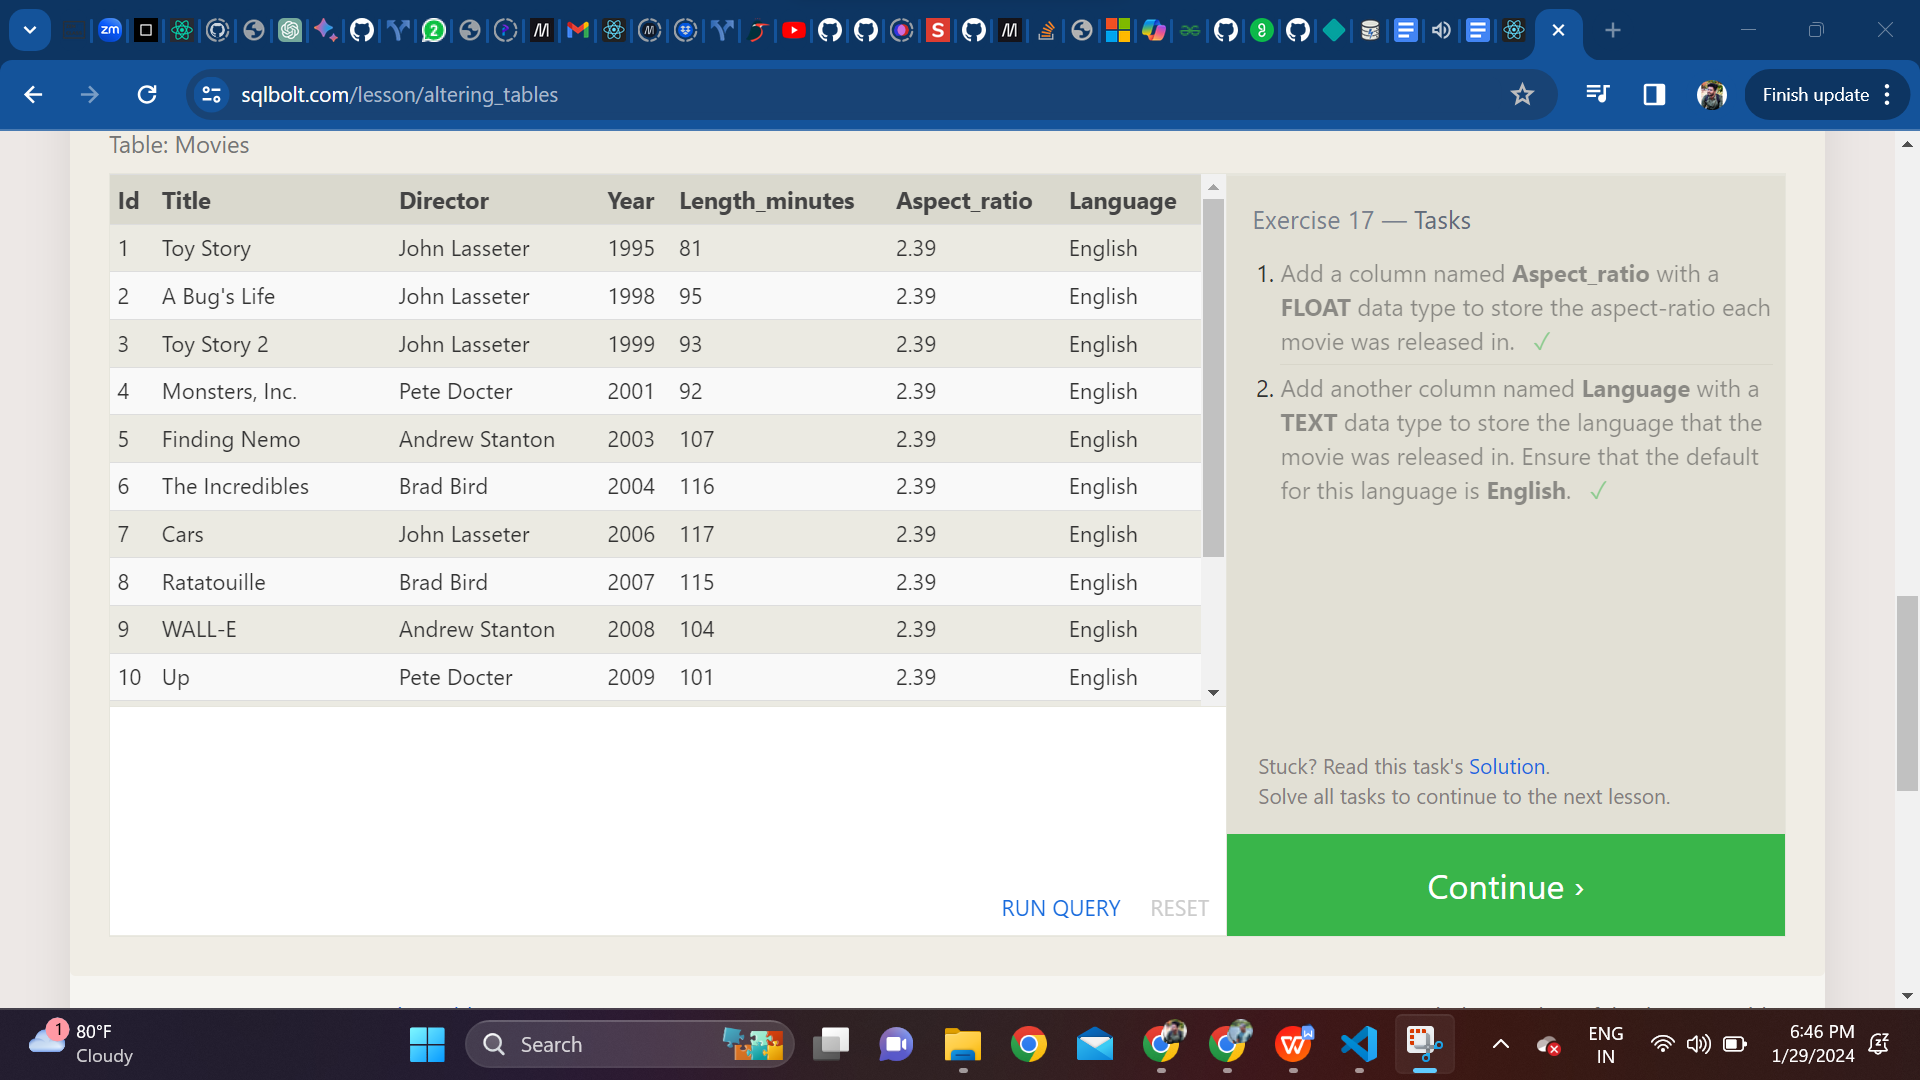 zm
2
M
M
S
M
sqlbolt.com/lesson/altering_tables
Finish update
Table: Movies
Id Title Director Year Length_minutes Aspect_ratio Language
1 Toy Story John Lasseter 1995 81 2.39 English
2 A Bug's Life John Lasseter 1998 95 2.39 English
3 Toy Story 2 John Lasseter 1999 93 2.39 English
4 Monsters, Inc. Pete Docter 2001 92 2.39 English
5 Finding Nemo Andrew Stanton 2003 107 2.39 English
6 The Incredibles Brad Bird 2004 116 2.39 English
7 Cars John Lasseter 2006 117 2.39 English
8 Ratatouille Brad Bird 2007 115 2.39 English
9 WALL-E Andrew Stanton 2008 104 2.39 English
10 Up Pete Docter 2009 101 2.39 English
RUN QUERY RESET
Exercise 17 — Tasks
1. Add a column named Aspect_ratio with a
FLOAT data type to store the aspect-ratio each
movie was released in. ✓
2. Add another column named Language with a
TEXT data type to store the language that the
movie was released in. Ensure that the default
for this language is English. ✓
Stuck? Read this task's Solution.
Solve all tasks to continue to the next lesson.
Continue ›
1
80°F
Cloudy
Search
W
ENG
IN
6:46 PM
1/29/2024